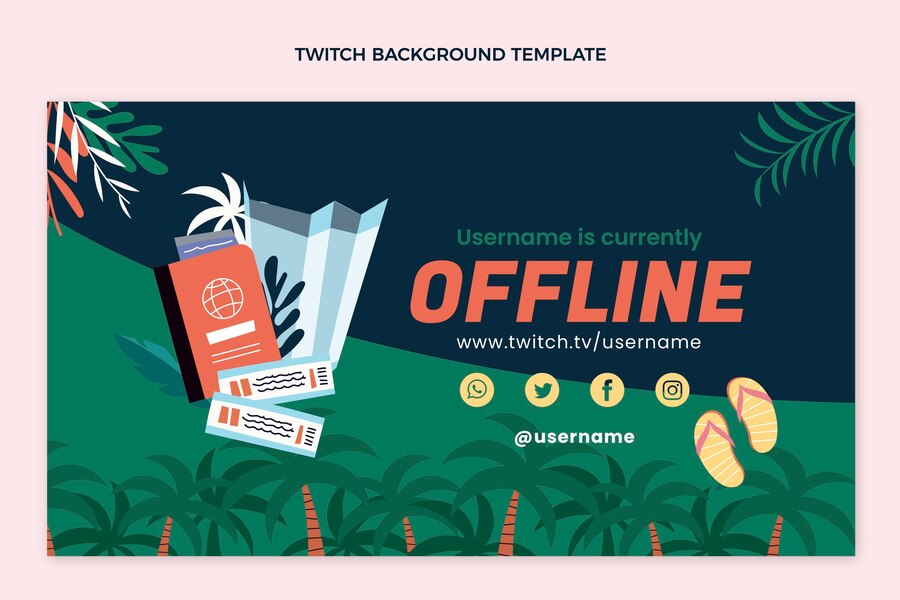 TWITCH BACKGROUND TEMPLATE
Username is currently
OFFLINE
www.twitch.tv/username
@username